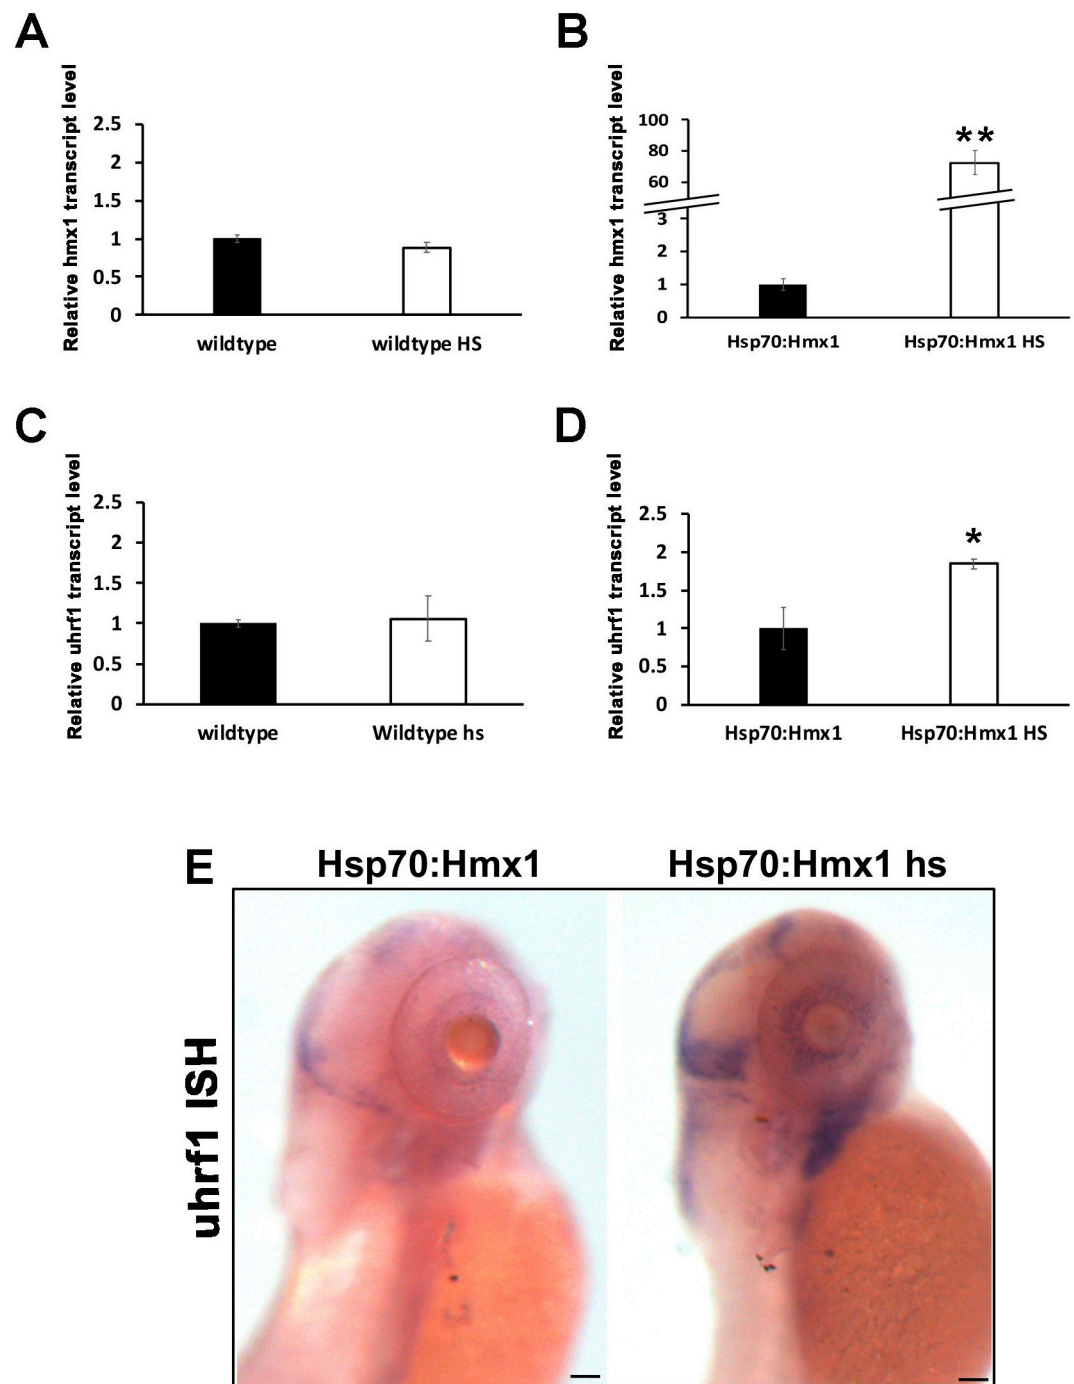 A
Relative hmx1 transcript level
2.5
2
1.5
1
0.5
0
wildtype
wildtype HS
B
Relative hmx1 transcript level
100
80
60
3
2
1
0
**
Hsp70:Hmx1
Hsp70:Hmx1 HS
C
Relative uhrf1 transcript level
2.5
2
1.5
1
0.5
0
wildtype
Wildtype hs
D
Relative uhrf1 transcript level
2.5
2
1.5
1
0.5
0
*
Hsp70:Hmx1
Hsp70:Hmx1 HS
E
Hsp70:Hmx1
Hsp70:Hmx1 hs
uhrf1 ISH